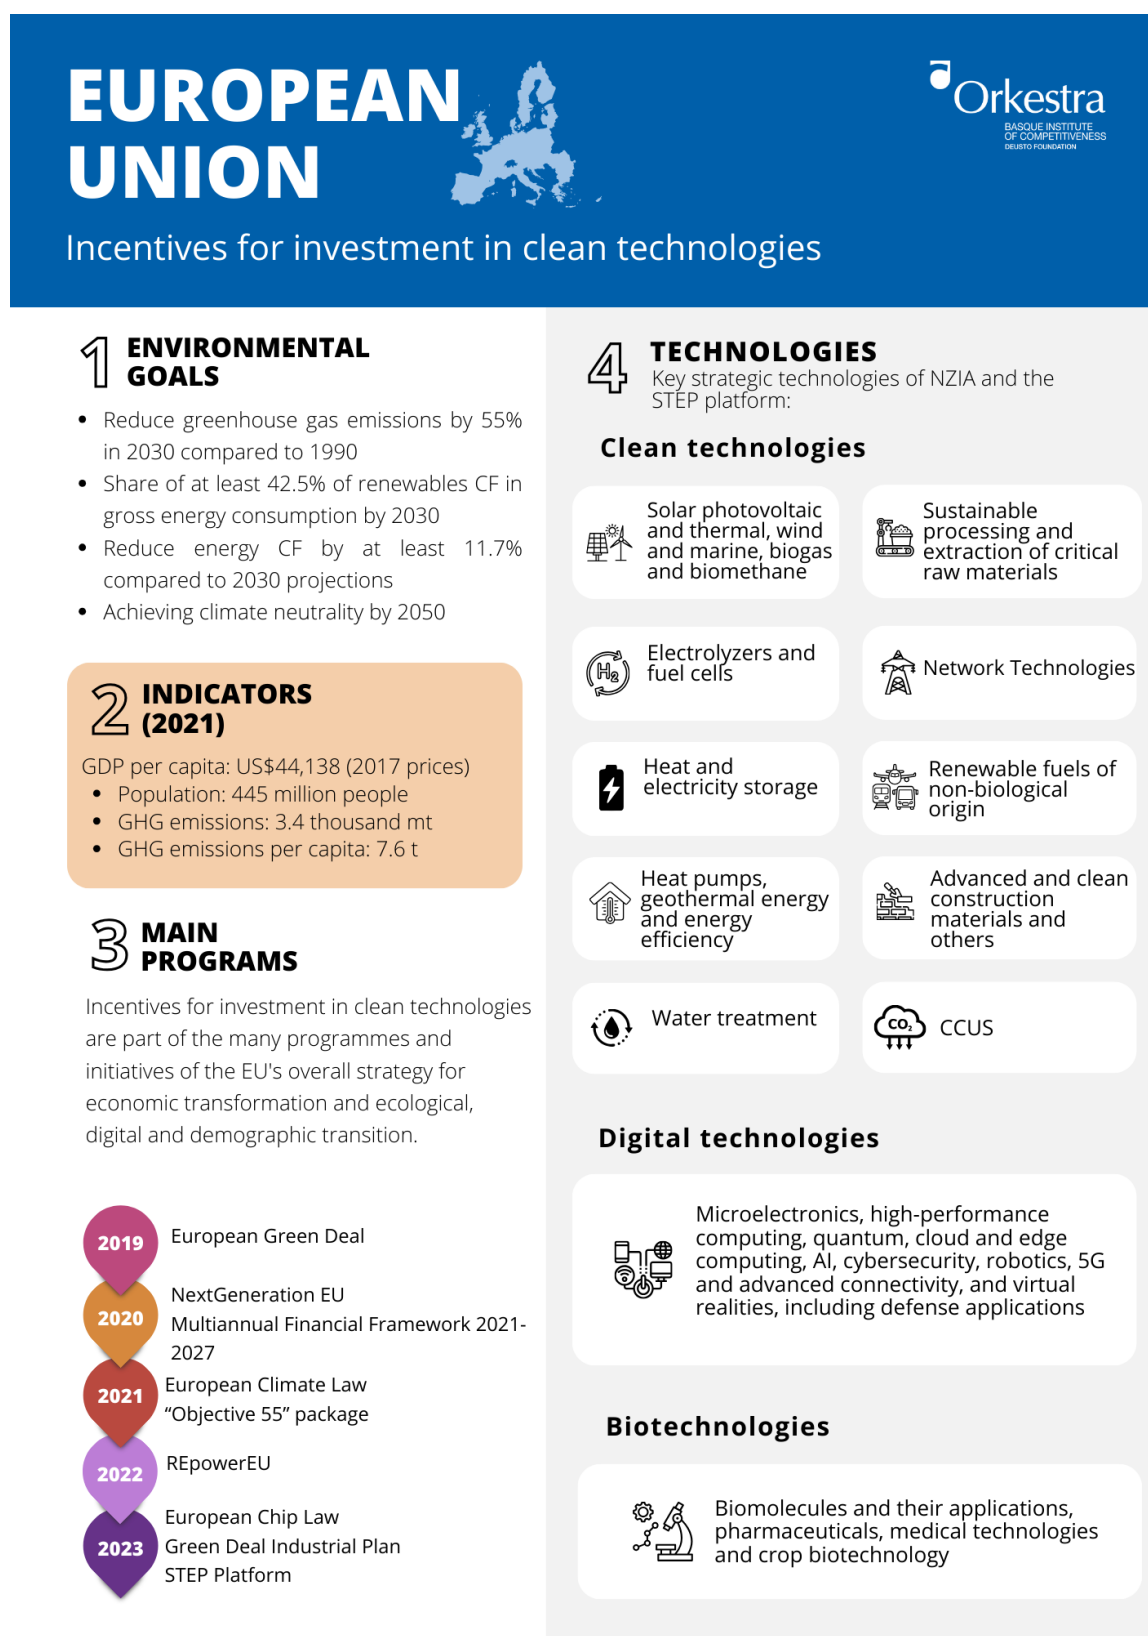 EUROPEAN
UNION
Incentives for investment in clean technologies
Orkestra
BASQUE INSTITUTE
OF COMPETITIVENESS
DEUSTO FOUNDATION
1
ENVIRONMENTAL
GOALS
• Reduce greenhouse gas emissions by 55%
in 2030 compared to 1990
• Share of at least 42.5% of renewables CF in
gross energy consumption by 2030
• Reduce energy CF by at least 11.7%
compared to 2030 projections
• Achieving climate neutrality by 2050
2
INDICATORS
(2021)
GDP per capita: US$44,138 (2017 prices)
• Population: 445 million people
• GHG emissions: 3.4 thousand mt
• GHG emissions per capita: 7.6 t
3
MAIN
PROGRAMS
Incentives for investment in clean technologies
are part of the many programmes and
initiatives of the EU's overall strategy for
economic transformation and ecological,
digital and demographic transition.
2019
European Green Deal
2020
NextGeneration EU
Multiannual Financial Framework 2021-
2027
2021
European Climate Law
“Objective 55” package
2022
REpowerEU
2023
European Chip Law
Green Deal Industrial Plan
STEP Platform
4
TECHNOLOGIES
Key strategic technologies of NZIA and the
STEP platform:
Clean technologies
Solar photovoltaic
and thermal, wind
and marine, biogas
and biomethane
Sustainable
processing and
extraction of critical
raw materials
H2
Electrolyzers and
fuel cells
Network Technologies
Heat and
electricity storage
Renewable fuels of
non-biological
origin
Heat pumps,
geothermal energy
and energy
efficiency
Advanced and clean
construction
materials and
others
Water treatment
CO2
CCUS
Digital technologies
Microelectronics, high-performance
computing, quantum, cloud and edge
computing, AI, cybersecurity, robotics, 5G
and advanced connectivity, and virtual
realities, including defense applications
Biotechnologies
Biomolecules and their applications,
pharmaceuticals, medical technologies
and crop biotechnology